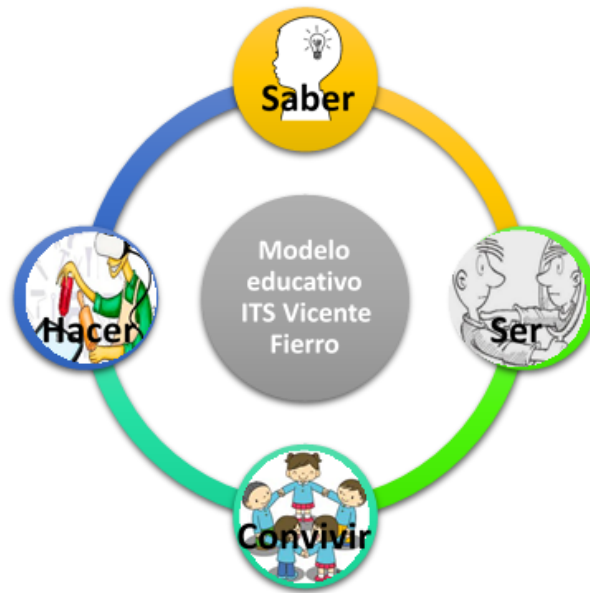 Saber
Modelo
educativo
ITS Vicente
Fierro
Hacer
Ser
Convivir